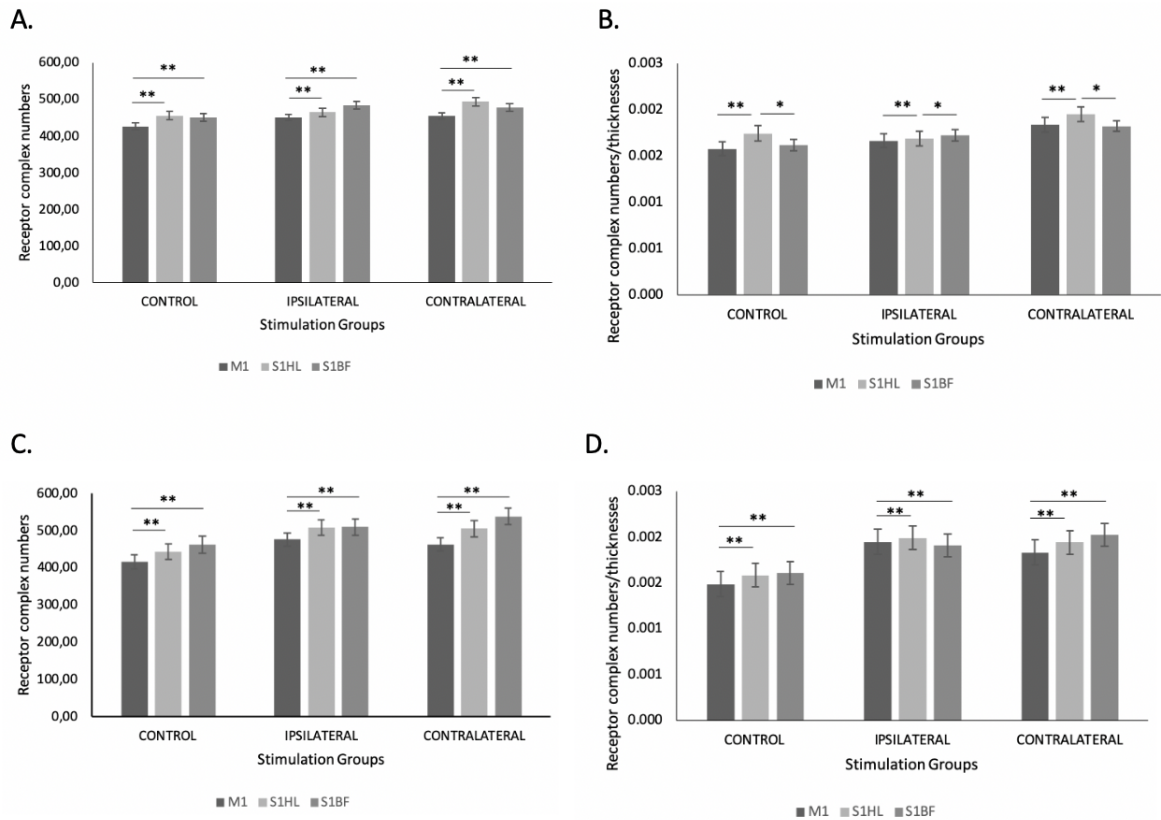 A.
Receptor complex numbers
600,00
500,00
400,00
300,00
200,00
100,00
0,00
** ** ** ** ** **
CONTROL IPSILATERAL CONTRALATERAL
Stimulation Groups
M1 S1HL S1BF
B.
Receptor complex numbers/thicknesses
0.003
0.002
0.002
0.001
0.001
0.000
** * ** * ** *
CONTROL IPSILATERAL CONTRALATERAL
Stimulation Groups
M1 S1HL S1BF
C.
Receptor complex numbers
600,00
500,00
400,00
300,00
200,00
100,00
0,00
** ** ** ** ** **
CONTROL IPSILATERAL CONTRALATERAL
Stimulation Groups
M1 S1HL S1BF
D.
Receptor complex numbers/thicknesses
0.003
0.002
0.002
0.001
0.001
0.000
** ** ** ** ** **
CONTROL IPSILATERAL CONTRALATERAL
Stimulation Groups
M1 S1HL S1BF